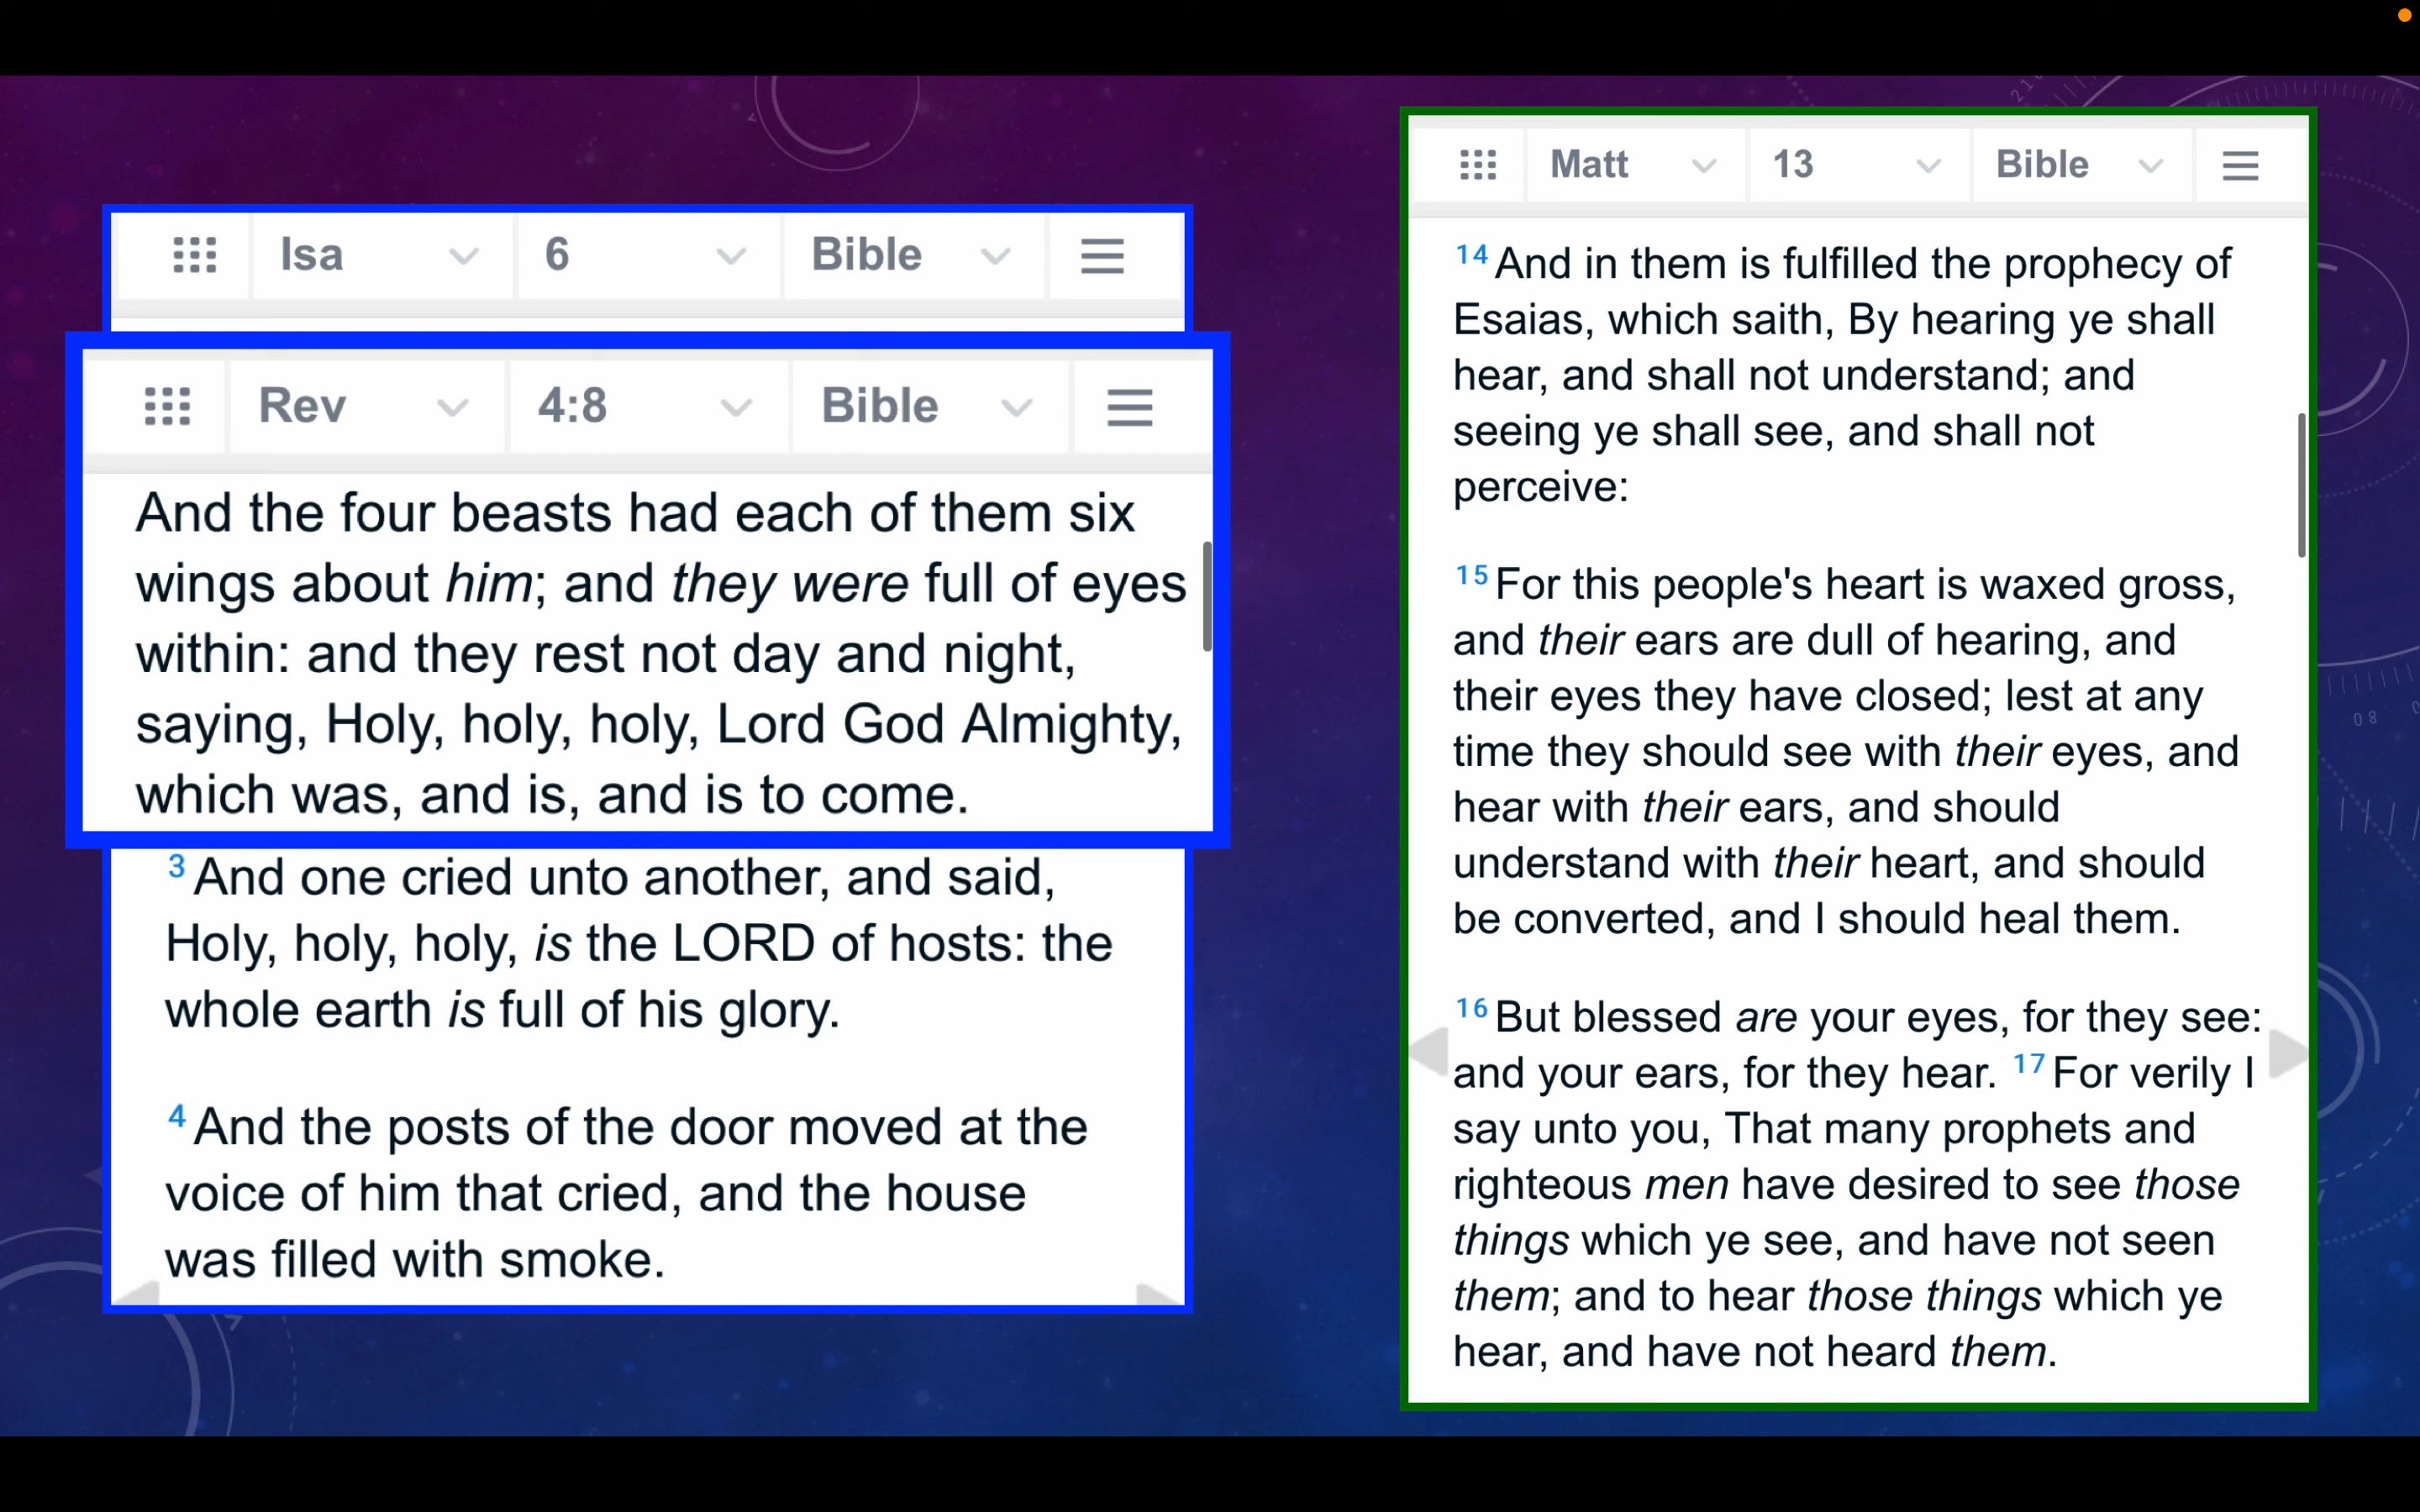 Isa 6 Bible
Rev 4:8 Bible
And the four beasts had each of them six
wings about him; and they were full of eyes
within: and they rest not day and night,
saying, Holy, holy, holy, Lord God Almighty,
which was, and is, and is to come.
3 And one cried unto another, and said,
Holy, holy, holy, is the LORD of hosts: the
whole earth is full of his glory.
4 And the posts of the door moved at the
voice of him that cried, and the house
was filled with smoke.
Matt 13 Bible
14 And in them is fulfilled the prophecy of
Esaias, which saith, By hearing ye shall
hear, and shall not understand; and
seeing ye shall see, and shall not
perceive:
15 For this people's heart is waxed gross,
and their ears are dull of hearing, and
their eyes they have closed; lest at any
time they should see with their eyes, and
hear with their ears, and should
understand with their heart, and should
be converted, and I should heal them.
16 But blessed are your eyes, for they see:
and your ears, for they hear. 17 For verily I
say unto you, That many prophets and
righteous men have desired to see those
things which ye see, and have not seen
them; and to hear those things which ye
hear, and have not heard them.